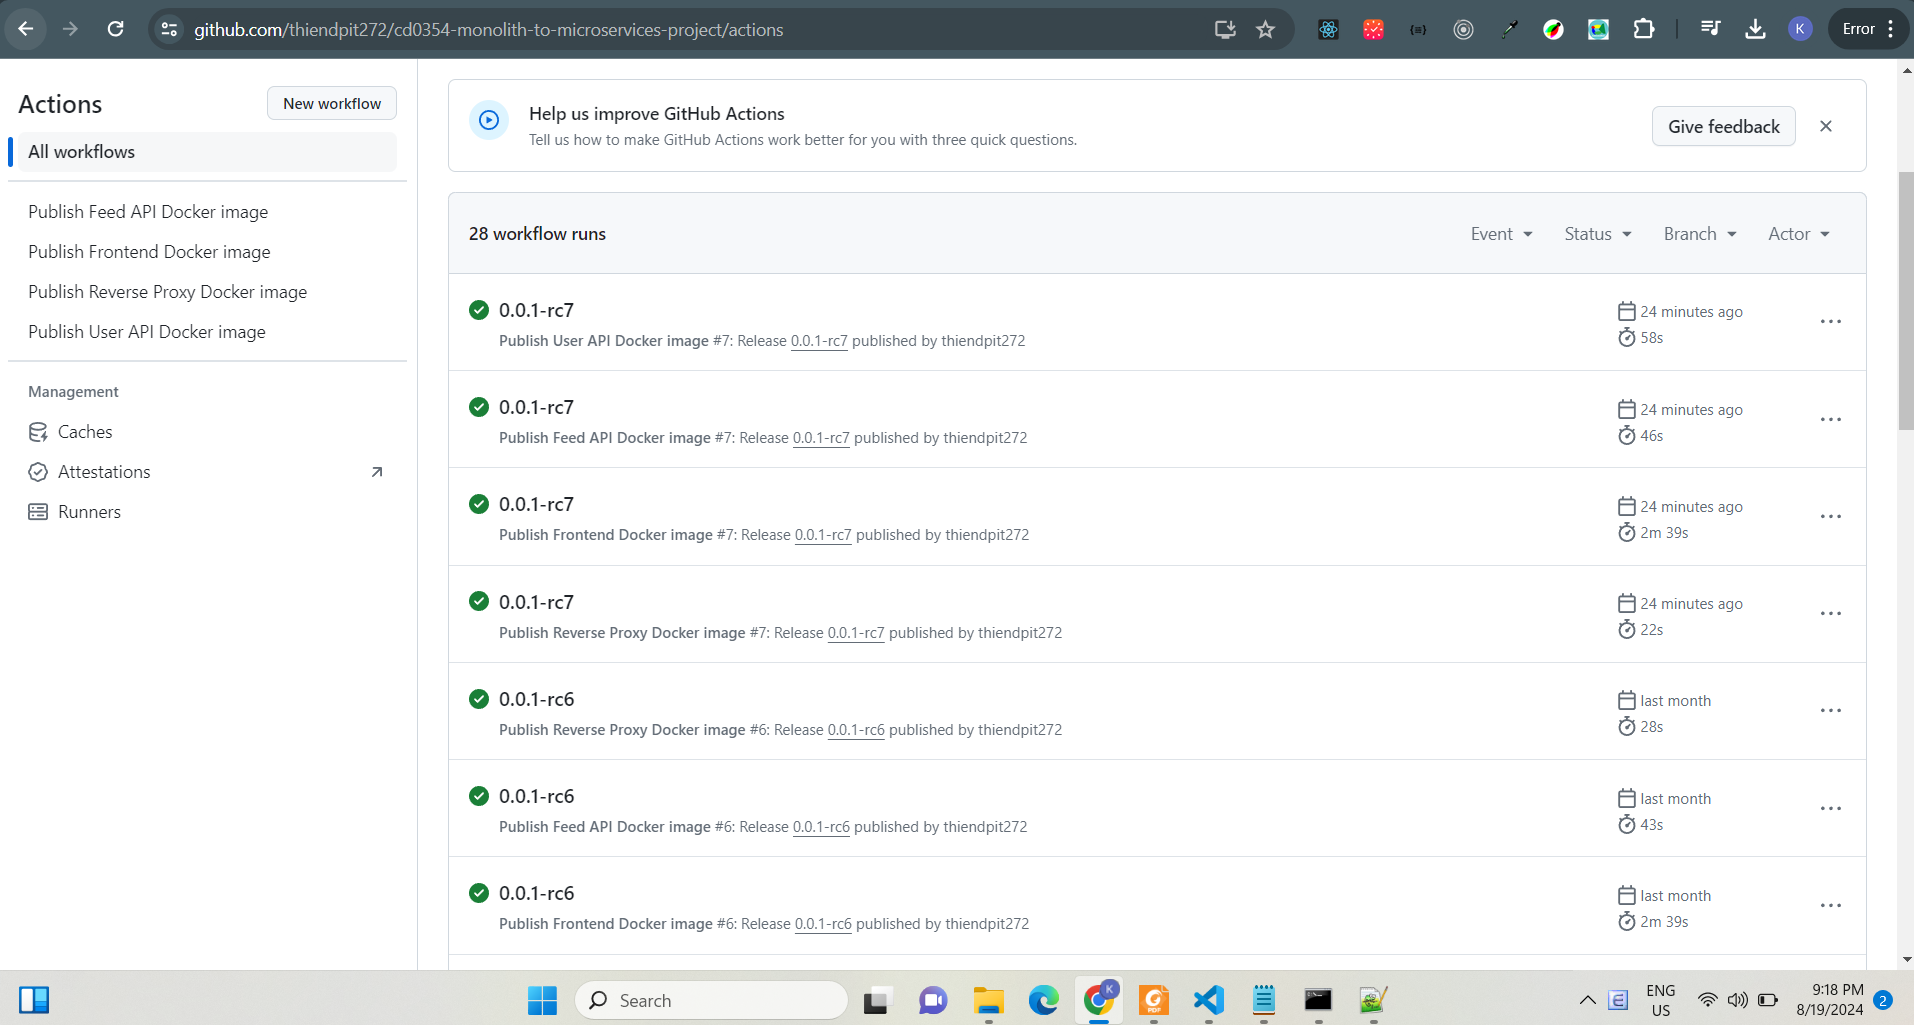 github.com/thiendpit272/cd0354-monolith-to-microservices-project/actions
K
Error
Actions
New workflow
All workflows
Publish Feed API Docker image
Publish Frontend Docker image
Publish Reverse Proxy Docker image
Publish User API Docker image
Management
Caches
Attestations
Runners
Help us improve GitHub Actions
Tell us how to make GitHub Actions work better for you with three quick questions.
Give feedback
28 workflow runs
Event
Status
Branch
Actor
0.0.1-rc7
Publish User API Docker image #7: Release 0.0.1-rc7 published by thiendpit272
24 minutes ago
58s
0.0.1-rc7
Publish Feed API Docker image #7: Release 0.0.1-rc7 published by thiendpit272
24 minutes ago
46s
0.0.1-rc7
Publish Frontend Docker image #7: Release 0.0.1-rc7 published by thiendpit272
24 minutes ago
2m 39s
0.0.1-rc7
Publish Reverse Proxy Docker image #7: Release 0.0.1-rc7 published by thiendpit272
24 minutes ago
22s
0.0.1-rc6
Publish Reverse Proxy Docker image #6: Release 0.0.1-rc6 published by thiendpit272
last month
28s
0.0.1-rc6
Publish Feed API Docker image #6: Release 0.0.1-rc6 published by thiendpit272
last month
43s
0.0.1-rc6
Publish Frontend Docker image #6: Release 0.0.1-rc6 published by thiendpit272
last month
2m 39s
Search
K
PDF
E
ENG
US
9:18 PM
8/19/2024
2